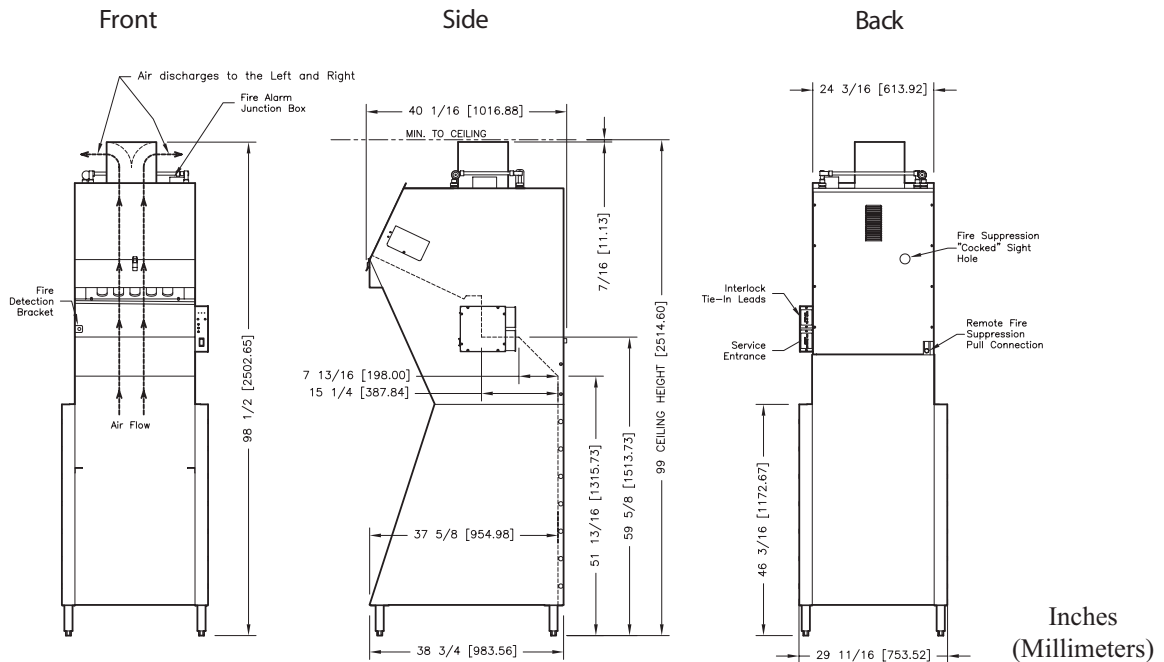 Front
Side
Back
Air discharges to the Left and Right
Fire Alarm
Junction Box
Fire
Detection
Bracket
Air Flow
98 1/2 [2502.65]
40 1/16 [1016.88]
MIN. TO CEILING
7/16 [11.13]
99 CEILING HEIGHT [2514.60]
7 13/16 [198.00]
15 1/4 [387.84]
51 13/16 [1315.73]
59 5/8 [1513.73]
37 5/8 [954.98]
38 3/4 [983.56]
24 3/16 [613.92]
Fire Suppression
"Cocked" Sight
Hole
Interlock
Tie-In Leads
Service
Entrance
Remote Fire
Suppression
Pull Connection
46 3/16 [1172.67]
29 11/16 [753.52]
Inches
(Millimeters)